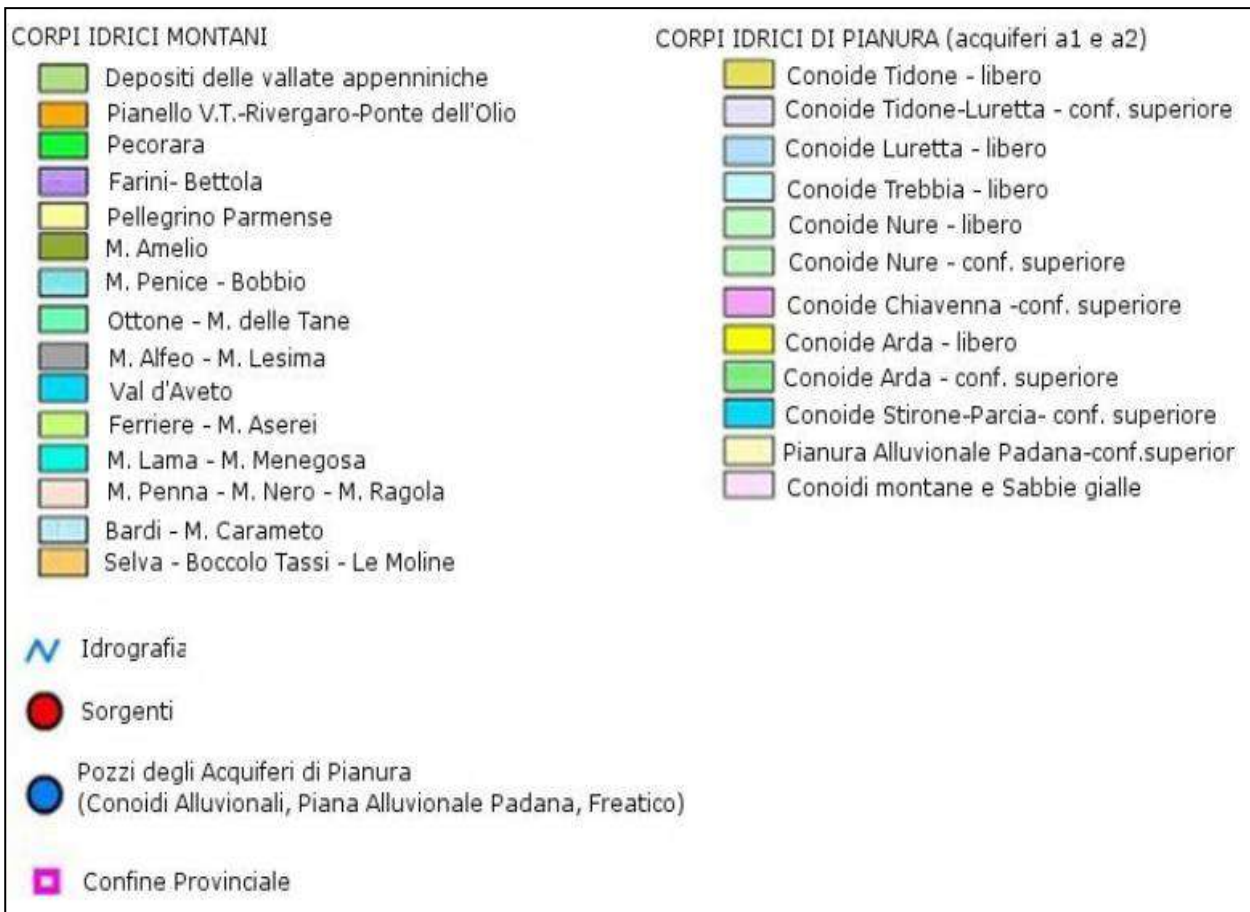 CORPI IDRICI MONTANI
Depositi delle vallate appenniniche
Pianello V.T.-Rivergaro-Ponte dell'Olio
Pecorara
Farini- Bettola
Pellegrino Parmense
M. Amelio
M. Penice - Bobbio
Ottone - M. delle Tane
M. Alfeo - M. Lesima
Val d'Aveto
Ferriere - M. Aserei
M. Lama - M. Menegosa
M. Penna - M. Nero - M. Ragola
Bardi - M. Carameto
Selva - Boccolo Tassi - Le Moline
CORPI IDRICI DI PIANURA (acquiferi a1 e a2)
Conoide Tidone - libero
Conoide Tidone-Luretta - conf. superiore
Conoide Luretta - libero
Conoide Trebbia - libero
Conoide Nure - libero
Conoide Nure - conf. superiore
Conoide Chiavenna -conf. superiore
Conoide Arda - libero
Conoide Arda - conf. superiore
Conoide Stirone-Parcia- conf. superiore
Pianura Alluvionale Padana-conf.superior
Conoidi montane e Sabbie gialle
Idrografia
Sorgenti
Pozzi degli Acquiferi di Pianura
(Conoidi Alluvionali, Piana Alluvionale Padana, Freatico)
Confine Provinciale